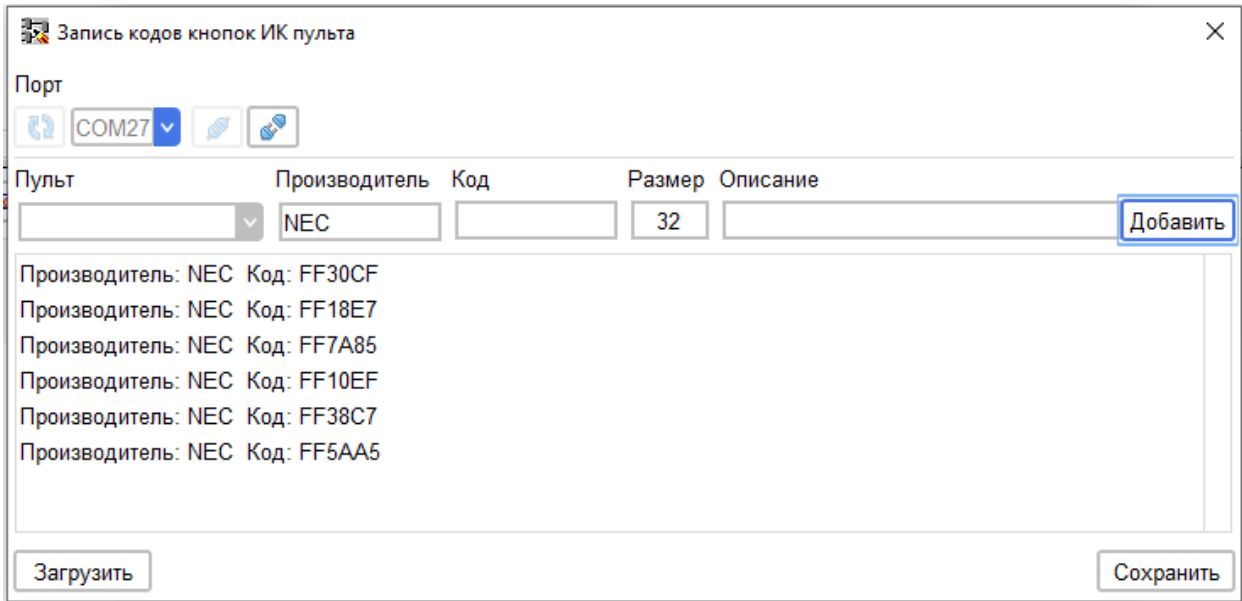 Запись кодов кнопок ИК пульта
Порт
COM27
Пульт Производитель Код Размер Описание
NEC 32 Добавить
Производитель: NEC Код: FF30CF
Производитель: NEC Код: FF18E7
Производитель: NEC Код: FF7A85
Производитель: NEC Код: FF10EF
Производитель: NEC Код: FF38C7
Производитель: NEC Код: FF5AA5
Загрузить Сохранить